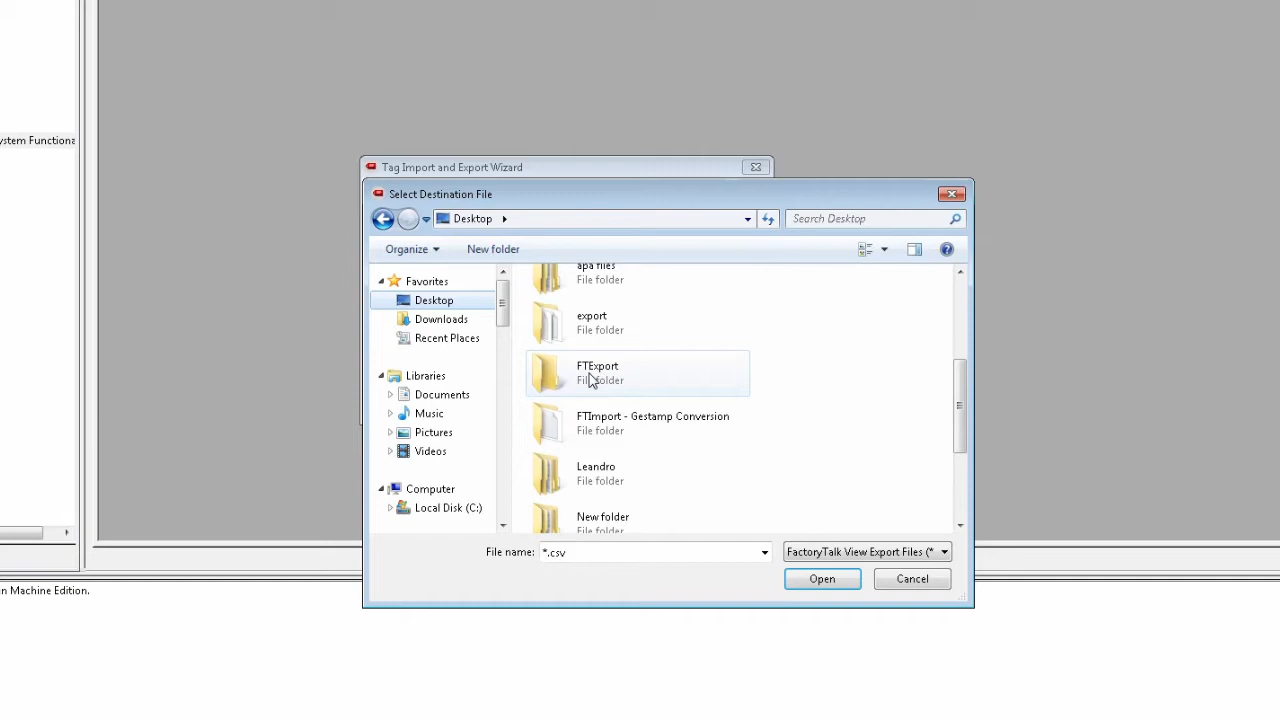 ystem Functiona
Tag Import and Export Wizard
Select Destination File
Desktop
Search Desktop
Organize
New folder
Favorites
Desktop
Downloads
Recent Places
Libraries
Documents
Music
Pictures
Videos
Computer
Local Disk (C:)
apa files
File folder
export
File folder
FTExport
File folder
FTImport - Gestamp Conversion
File folder
Leandro
File folder
New folder
File folder
File name:
*.csv
FactoryTalk View Export Files (*
Open
Cancel
n Machine Edition.